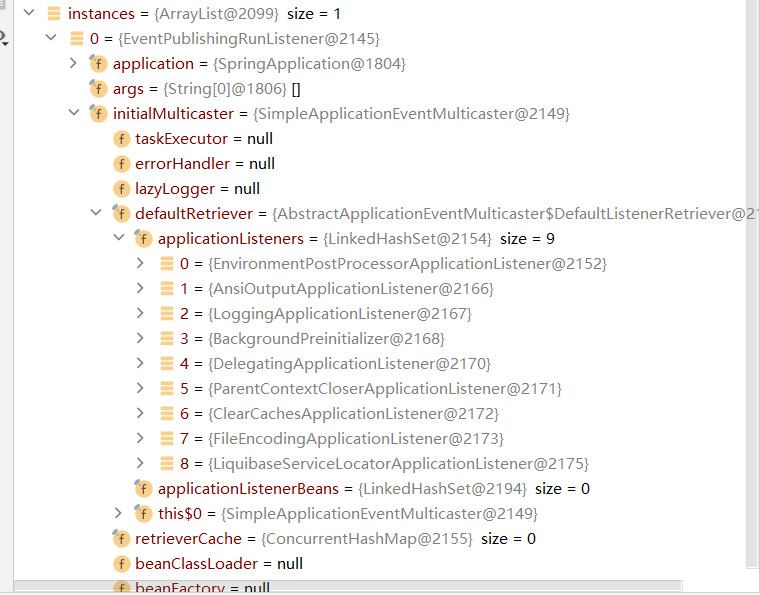 instances = {ArrayList@2099} size = 1
0 = {EventPublishingRunListener@2145}
f application = {SpringApplication@1804}
f args = {String[0]@1806} []
f initialMulticaster = {SimpleApplicationEventMulticaster@2149}
f taskExecutor = null
f errorHandler = null
f lazyLogger = null
f defaultRetriever = {AbstractApplicationEventMulticaster$DefaultListenerRetriever@2
f applicationListeners = {LinkedHashSet@2154} size = 9
0 = {EnvironmentPostProcessorApplicationListener@2152}
1 = {AnsiOutputApplicationListener@2166}
2 = {LoggingApplicationListener@2167}
3 = {BackgroundPreinitializer@2168}
4 = {DelegatingApplicationListener@2170}
5 = {ParentContextCloserApplicationListener@2171}
6 = {ClearCachesApplicationListener@2172}
7 = {FileEncodingApplicationListener@2173}
8 = {LiquibaseServiceLocatorApplicationListener@2175}
f applicationListenerBeans = {LinkedHashSet@2194} size = 0
f this$0 = {SimpleApplicationEventMulticaster@2149}
f retrieverCache = {ConcurrentHashMap@2155} size = 0
f beanClassLoader = null
f beanFactory = null